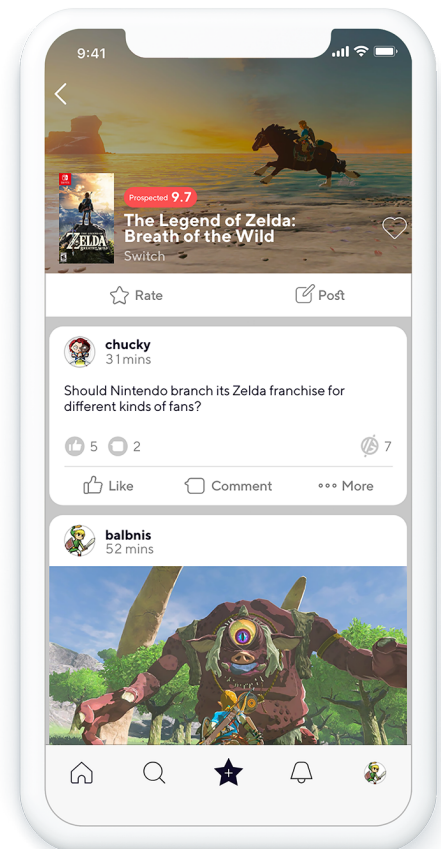 9:41
ZELDA
Prospected 9.7
The Legend of Zelda:
Breath of the Wild
Switch
Rate
Post
chucky
31mins
Should Nintendo branch its Zelda franchise for
different kinds of fans?
5 2 7
Like Comment More
balbnis
52 mins